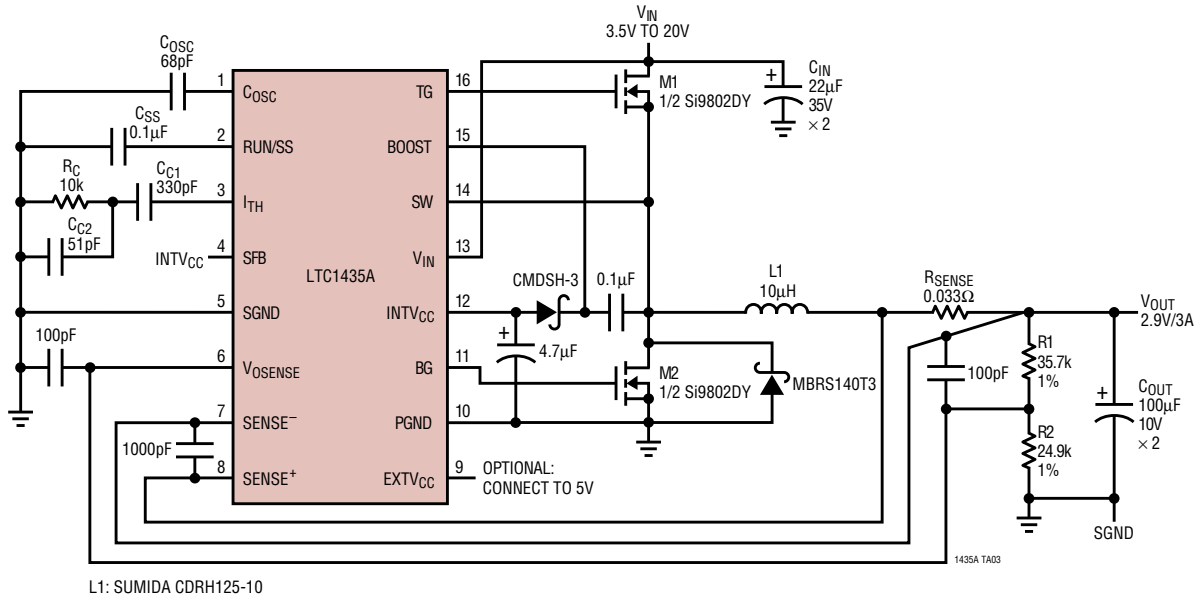 V_IN
3.5V TO 20V
C_OSC
68pF
C_SS
0.1µF
R_C
10k
C_C1
330pF
C_C2
51pF
INTV_CC
100pF
1000pF
1
2
3
4
5
6
7
8
C_OSC
RUN/SS
I_TH
SFB
SGND
V_OSENSE
SENSE⁻
SENSE⁺
LTC1435A
TG
BOOST
SW
V_IN
INTV_CC
BG
PGND
EXTV_CC
16
15
14
13
12
11
10
9
OPTIONAL:
CONNECT TO 5V
M1
1/2 Si9802DY
+
C_IN
22µF
35V
× 2
CMDSH-3
0.1µF
+
4.7µF
M2
1/2 Si9802DY
MBRS140T3
L1
10µH
R_SENSE
0.033Ω
V_OUT
2.9V/3A
100pF
R1
35.7k
1%
R2
24.9k
1%
+
C_OUT
100µF
10V
× 2
SGND
1435A TA03
L1: SUMIDA CDRH125-10